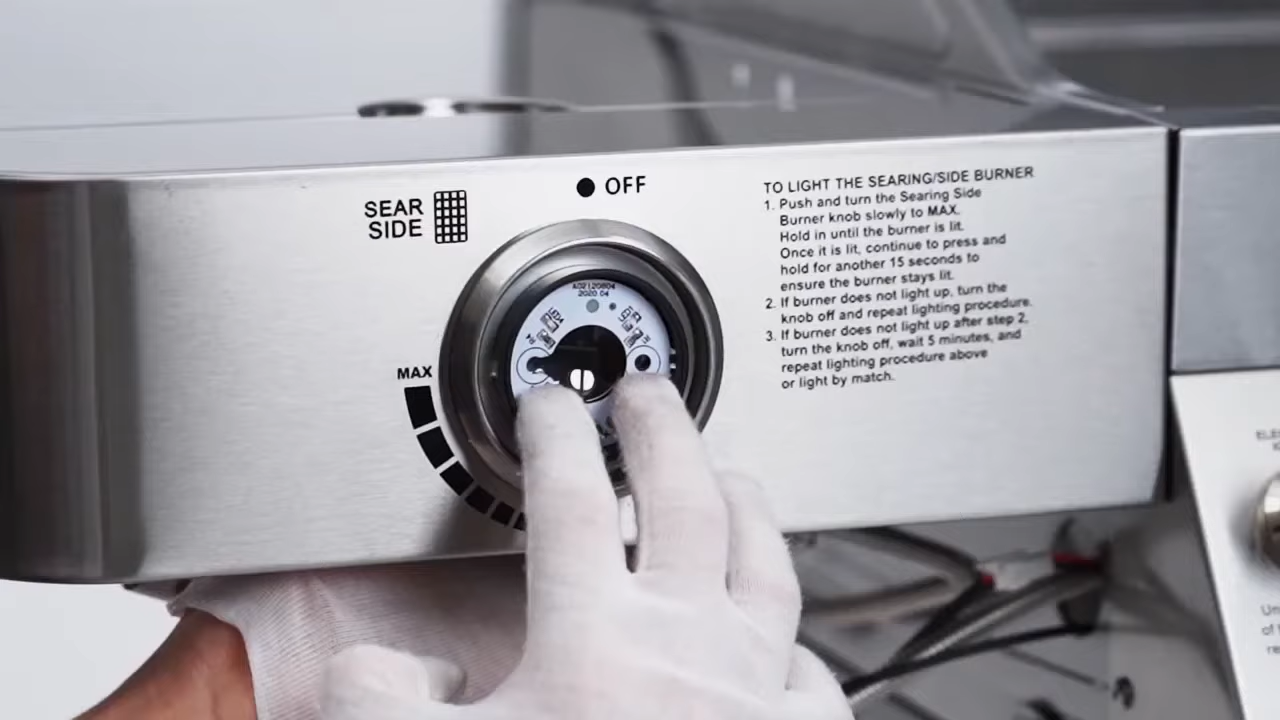 OFF
SEAR
SIDE
MAX
A02120804
2020 04
TO LIGHT THE SEARING/SIDE BURNER
1. Push and turn the Searing Side
Burner knob slowly to MAX.
Hold in until the burner is lit.
Once it is lit, continue to press and
hold for another 15 seconds to
ensure the burner stays lit.
2. If burner does not light up, turn the
knob off and repeat lighting procedure.
3. If burner does not light up after step 2,
turn the knob off, wait 5 minutes, and
repeat lighting procedure above
or light by match.